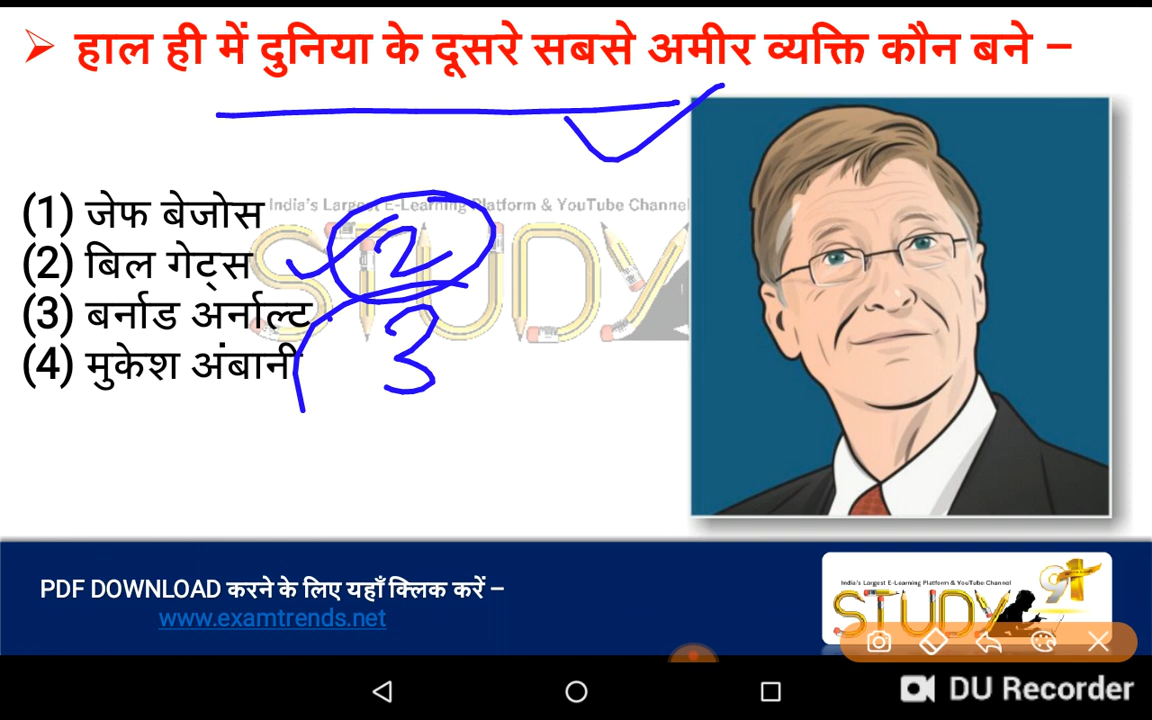 ➢ हाल ही में दुनिया के दूसरे सबसे अमीर व्यक्ति कौन बने –
India's Largest E-Learning Platform & YouTube Channel
STUDY
(1) जेफ बेजोस
(2) बिल गेट्स
2
(3) बर्नाड अर्नाल्ट
(4) मुकेश अंबानी
3
PDF DOWNLOAD करने के लिए यहाँ क्लिक करें –
www.examtrends.net
India's Largest E-Learning Platform & YouTube Channel
STUDY 91
DU Recorder